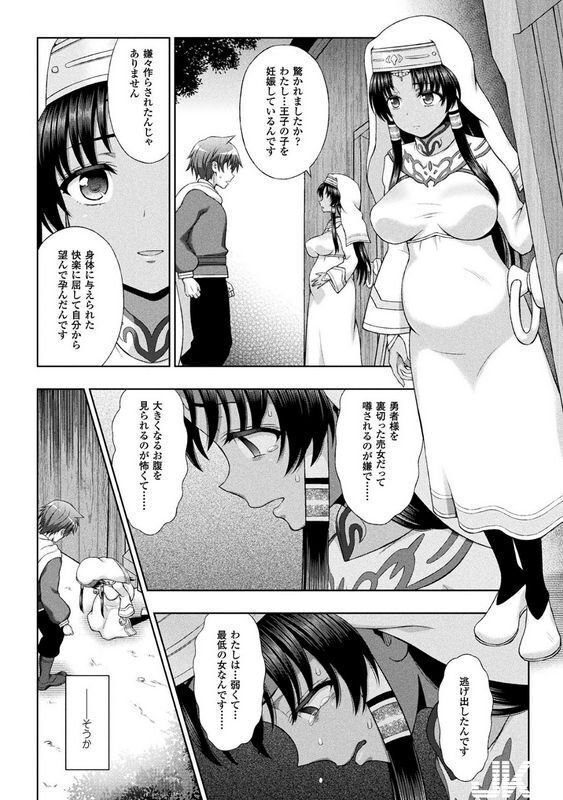 驚かれましたか?
わたし…王子の子を
妊娠しているんです
嫌々作らされたんじゃ
ありません
身体に与えられた
快楽に屈して自分から
望んで孕んだんです
勇者様を
裏切った売女だって
噂されるのが嫌で
大きくなるお腹を
見られるのが怖くて……
逃げ出したんです
わたしは…弱くて…
最低の女なんです……
――そうか